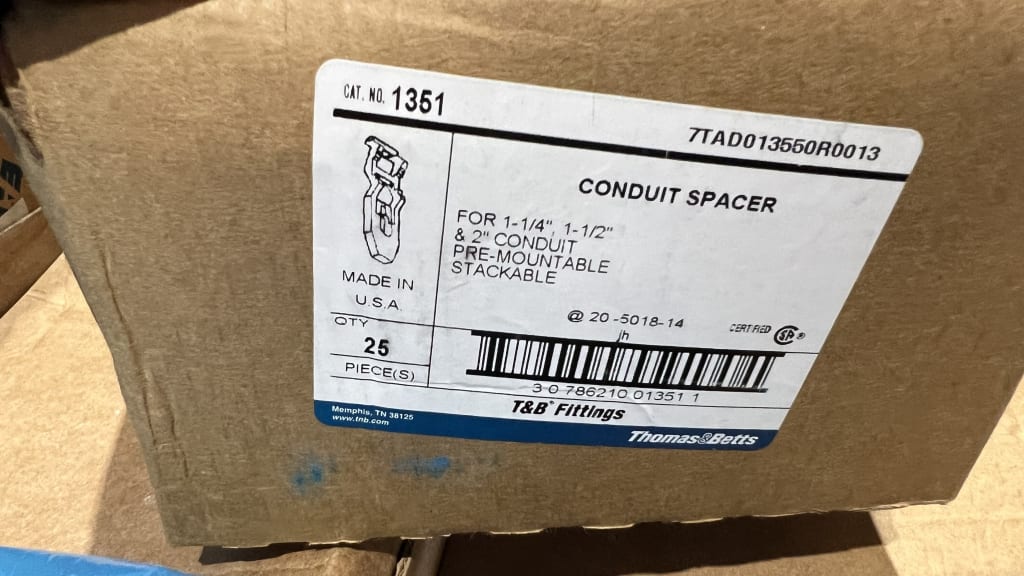 CAT. NO. 1351
7TAD013550R0013
CONDUIT SPACER
FOR 1-1/4", 1-1/2"
& 2" CONDUIT
PRE-MOUNTABLE
STACKABLE
MADE IN
U.S.A.
@ 20-5018-14
jh
CERTIFIED SP ®
QTY
25
PIECE(S)
3 0 786210 01351 1
T&B® Fittings
Memphis, TN 38125
www.tnb.com
Thomas&Betts